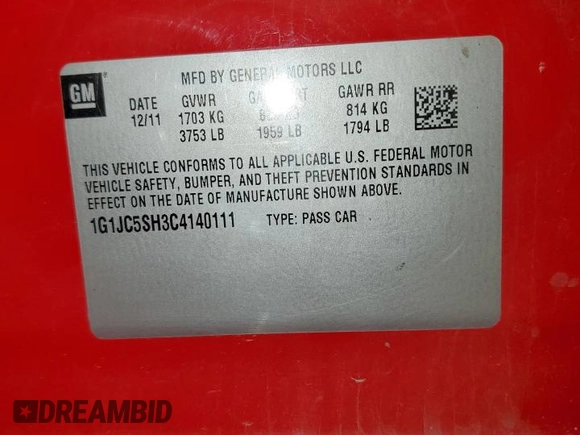 GM
MFD BY GENERAL MOTORS LLC
DATE GVWR GAWR RR
12/11 1703 KG 814 KG
3753 LB 1959 LB 1794 LB
THIS VEHICLE CONFORMS TO ALL APPLICABLE U.S. FEDERAL MOTOR
VEHICLE SAFETY, BUMPER, AND THEFT PREVENTION STANDARDS IN
EFFECT ON THE DATE OF MANUFACTURE SHOWN ABOVE.
1G1JC5SH3C4140111 TYPE: PASS CAR
DREAMBID